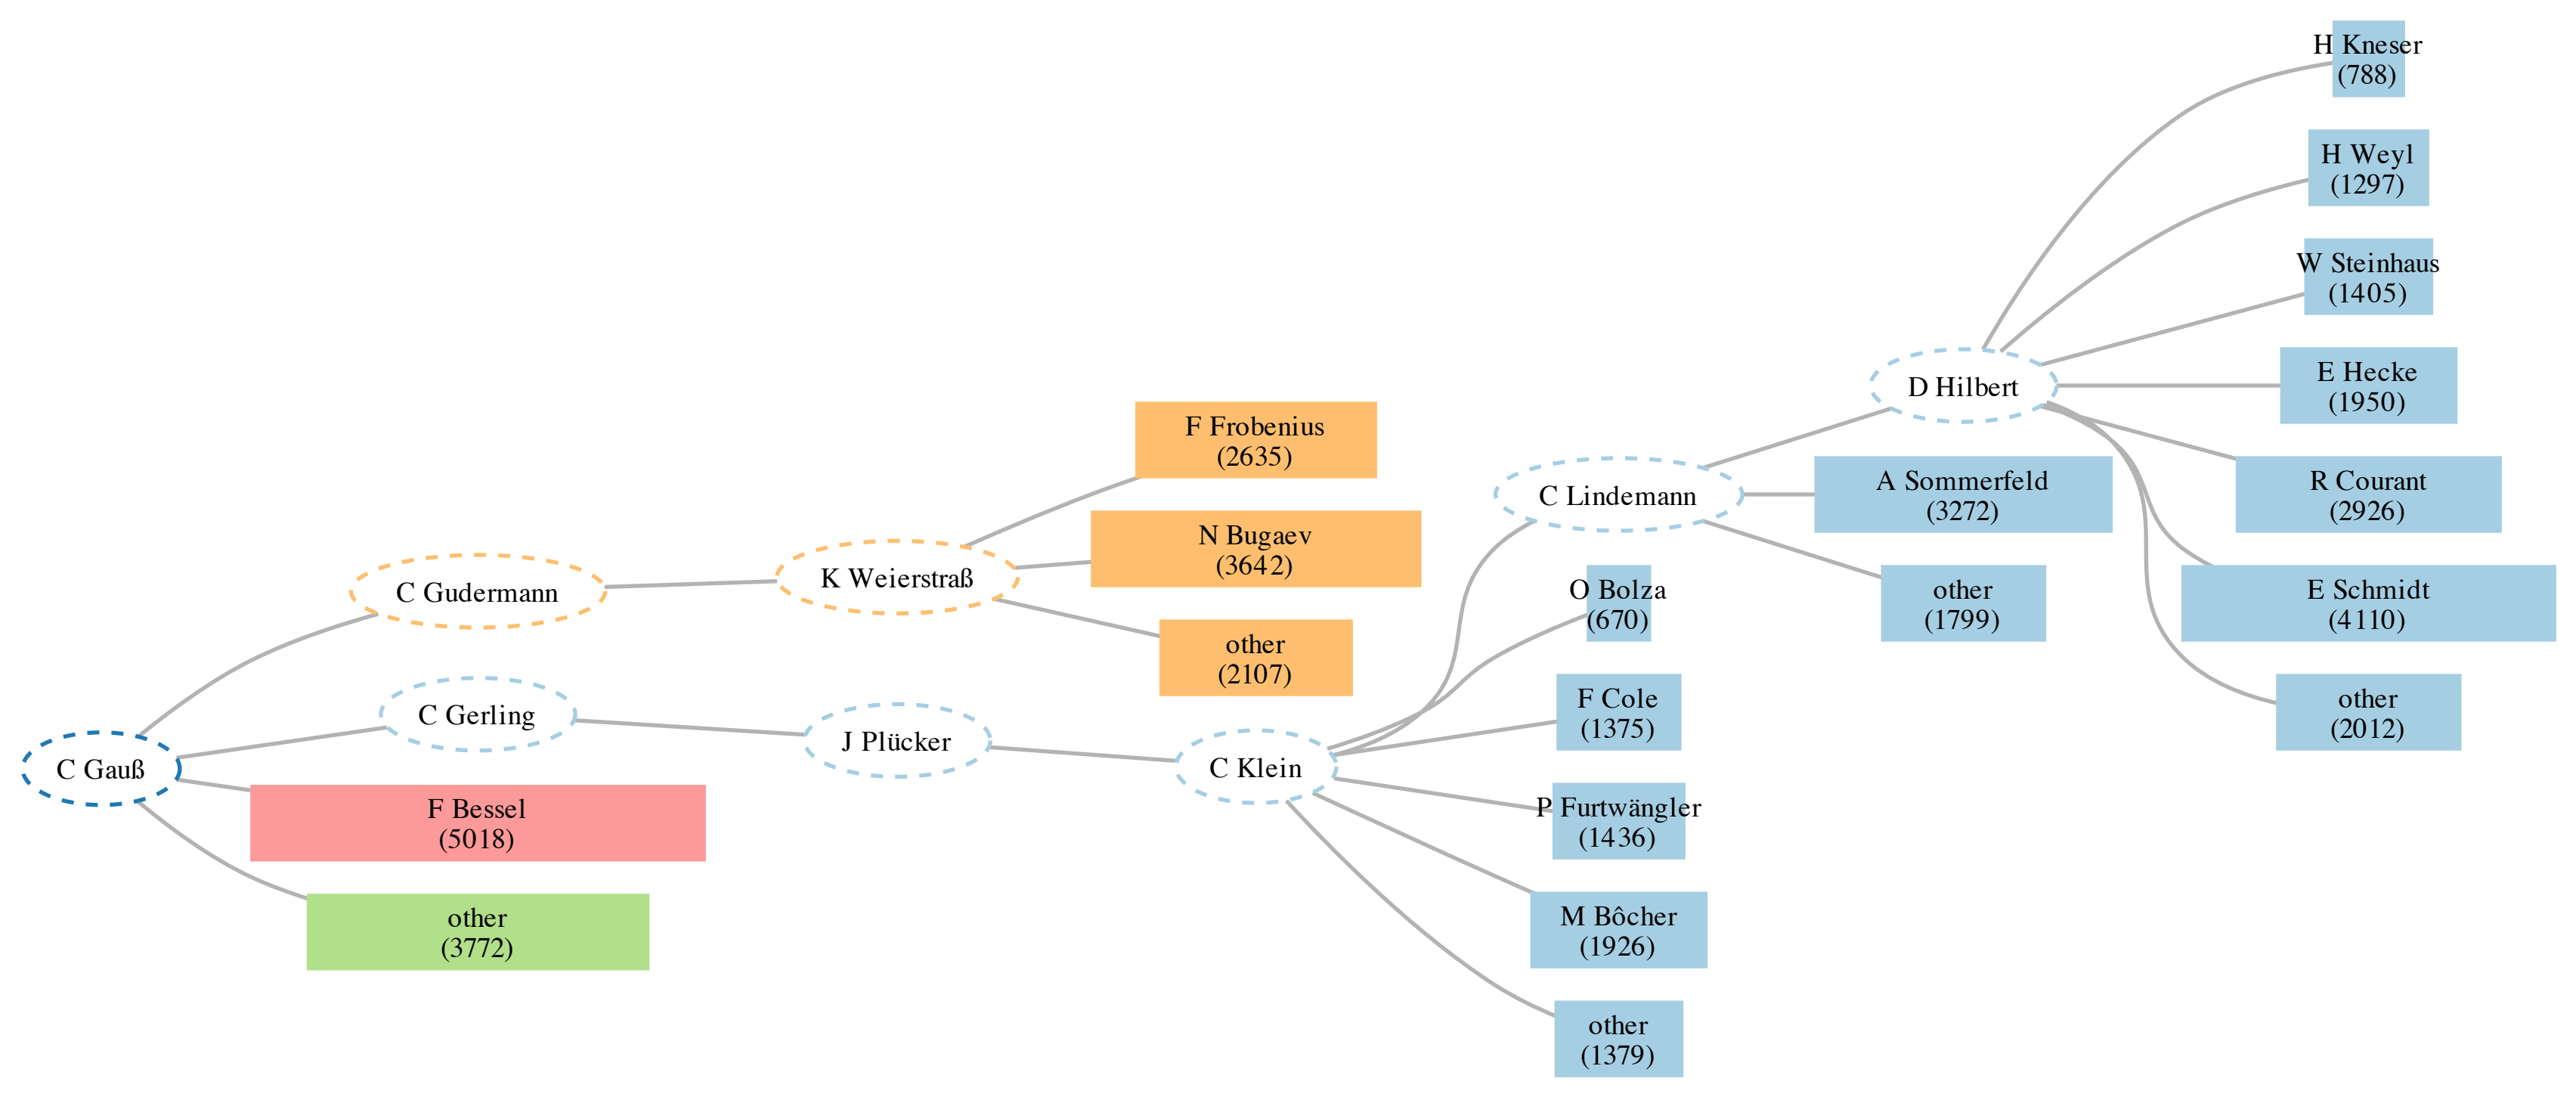 C Gauß
C Gudermann
C Gerling
F Bessel
(5018)
other
(3772)
K Weierstraß
J Plücker
F Frobenius
(2635)
N Bugaev
(3642)
other
(2107)
C Klein
C Lindemann
O Bolza
(670)
F Cole
(1375)
P Furtwängler
(1436)
M Bôcher
(1926)
other
(1379)
D Hilbert
A Sommerfeld
(3272)
other
(1799)
H Kneser
(788)
H Weyl
(1297)
W Steinhaus
(1405)
E Hecke
(1950)
R Courant
(2926)
E Schmidt
(4110)
other
(2012)